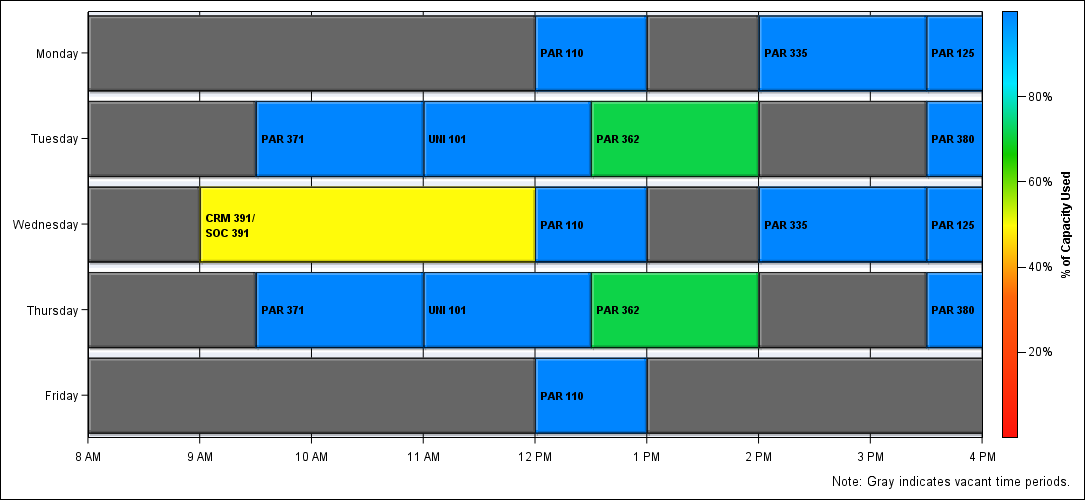 Monday
PAR 110
PAR 335
PAR 125
80%
Tuesday
PAR 371
UNI 101
PAR 362
PAR 380
60%
Wednesday
CRM 391/
SOC 391
PAR 110
PAR 335
PAR 125
% of Capacity Used
40%
Thursday
PAR 371
UNI 101
PAR 362
PAR 380
20%
Friday
PAR 110
8 AM 9 AM 10 AM 11 AM 12 PM 1 PM 2 PM 3 PM 4 PM
Note: Gray indicates vacant time periods.